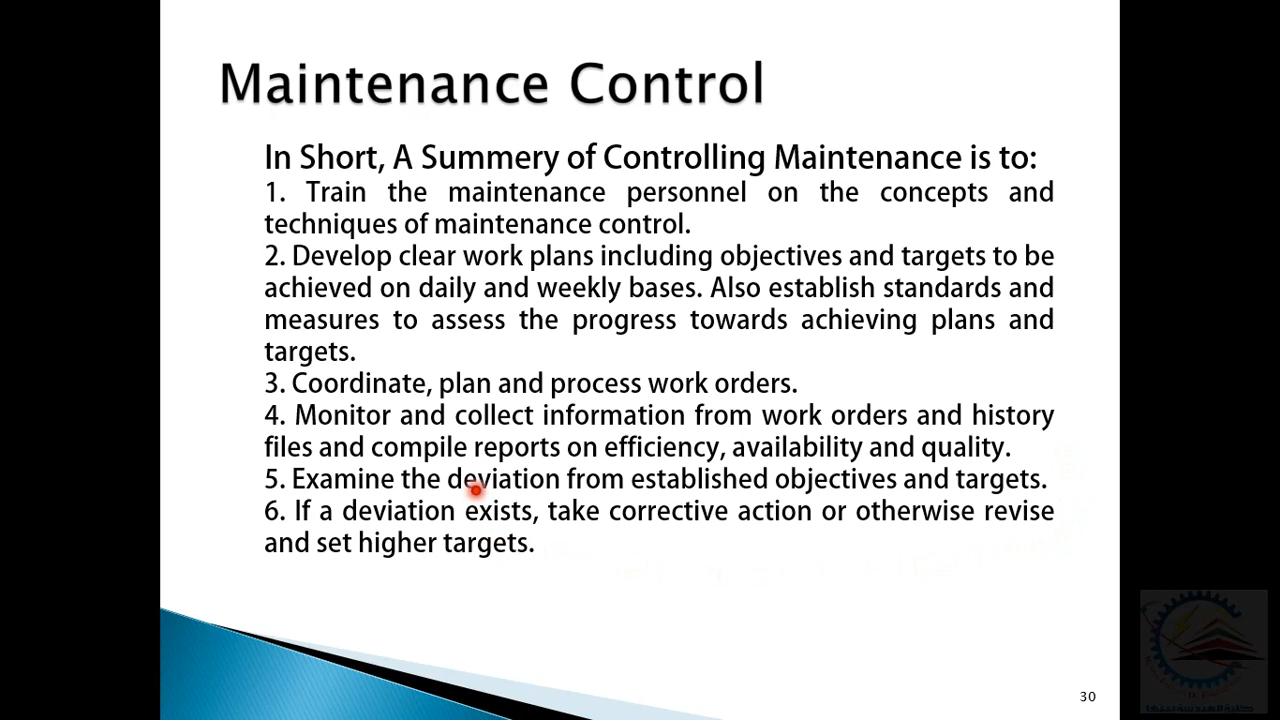 Maintenance Control
In Short, A Summery of Controlling Maintenance is to:
1. Train the maintenance personnel on the concepts and
techniques of maintenance control.
2. Develop clear work plans including objectives and targets to be
achieved on daily and weekly bases. Also establish standards and
measures to assess the progress towards achieving plans and
targets.
3. Coordinate, plan and process work orders.
4. Monitor and collect information from work orders and history
files and compile reports on efficiency, availability and quality.
5. Examine the deviation from established objectives and targets.
6. If a deviation exists, take corrective action or otherwise revise
and set higher targets.
30